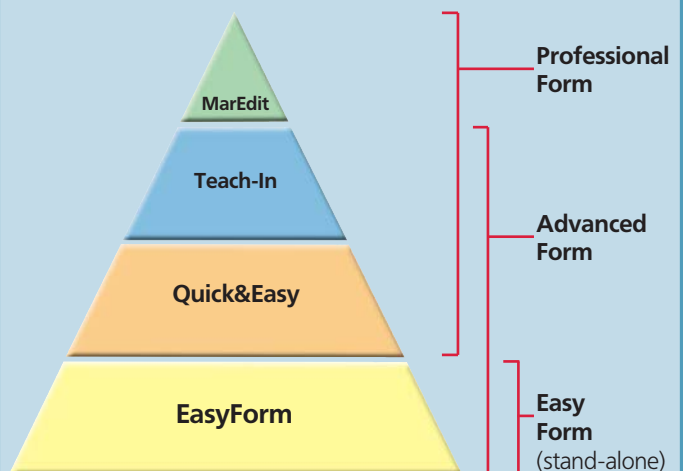 MarEdit
Teach-In
Quick&Easy
EasyForm
Professional
Form
Advanced
Form
Easy
Form
(stand-alone)